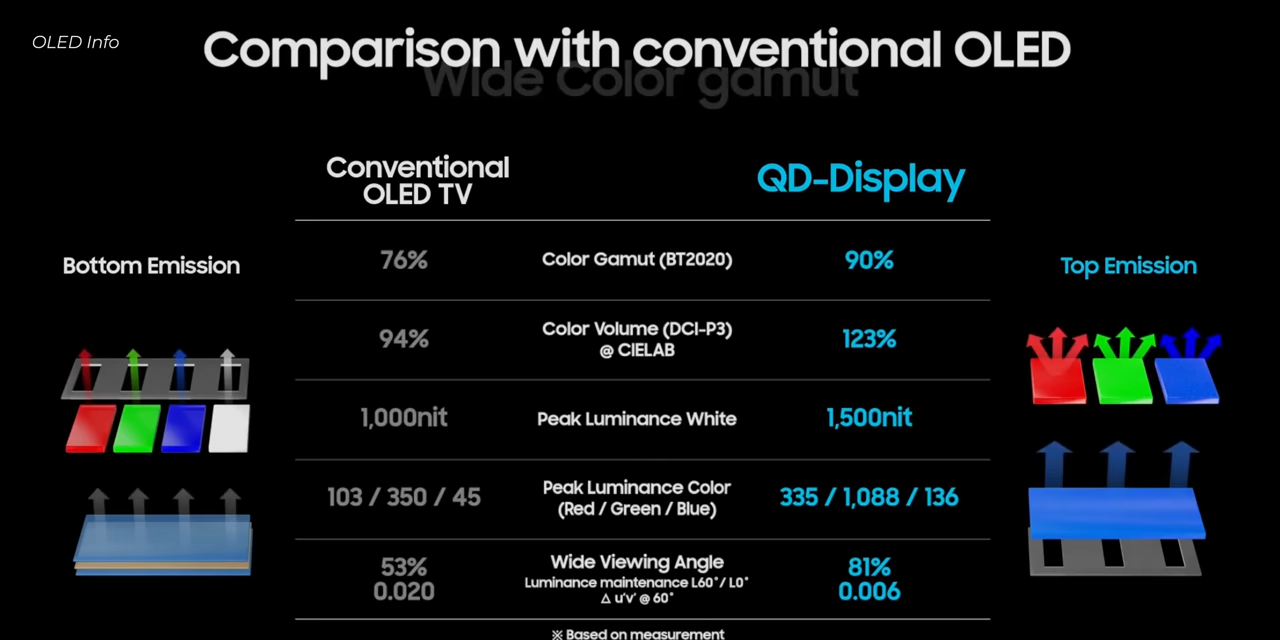 OLED Info
Comparison with conventional OLED
Wide Color gamut
Conventional
OLED TV
QD-Display
Bottom Emission
Top Emission
76%
Color Gamut (BT2020)
90%
94%
Color Volume (DCI-P3)
@ CIELAB
123%
1,000nit
Peak Luminance White
1,500nit
103 / 350 / 45
Peak Luminance Color
(Red / Green / Blue)
335 / 1,088 / 136
53%
0.020
Wide Viewing Angle
Luminance maintenance L60˚/ L0˚
Δ u'v' @ 60˚
81%
0.006
※ Based on measurement